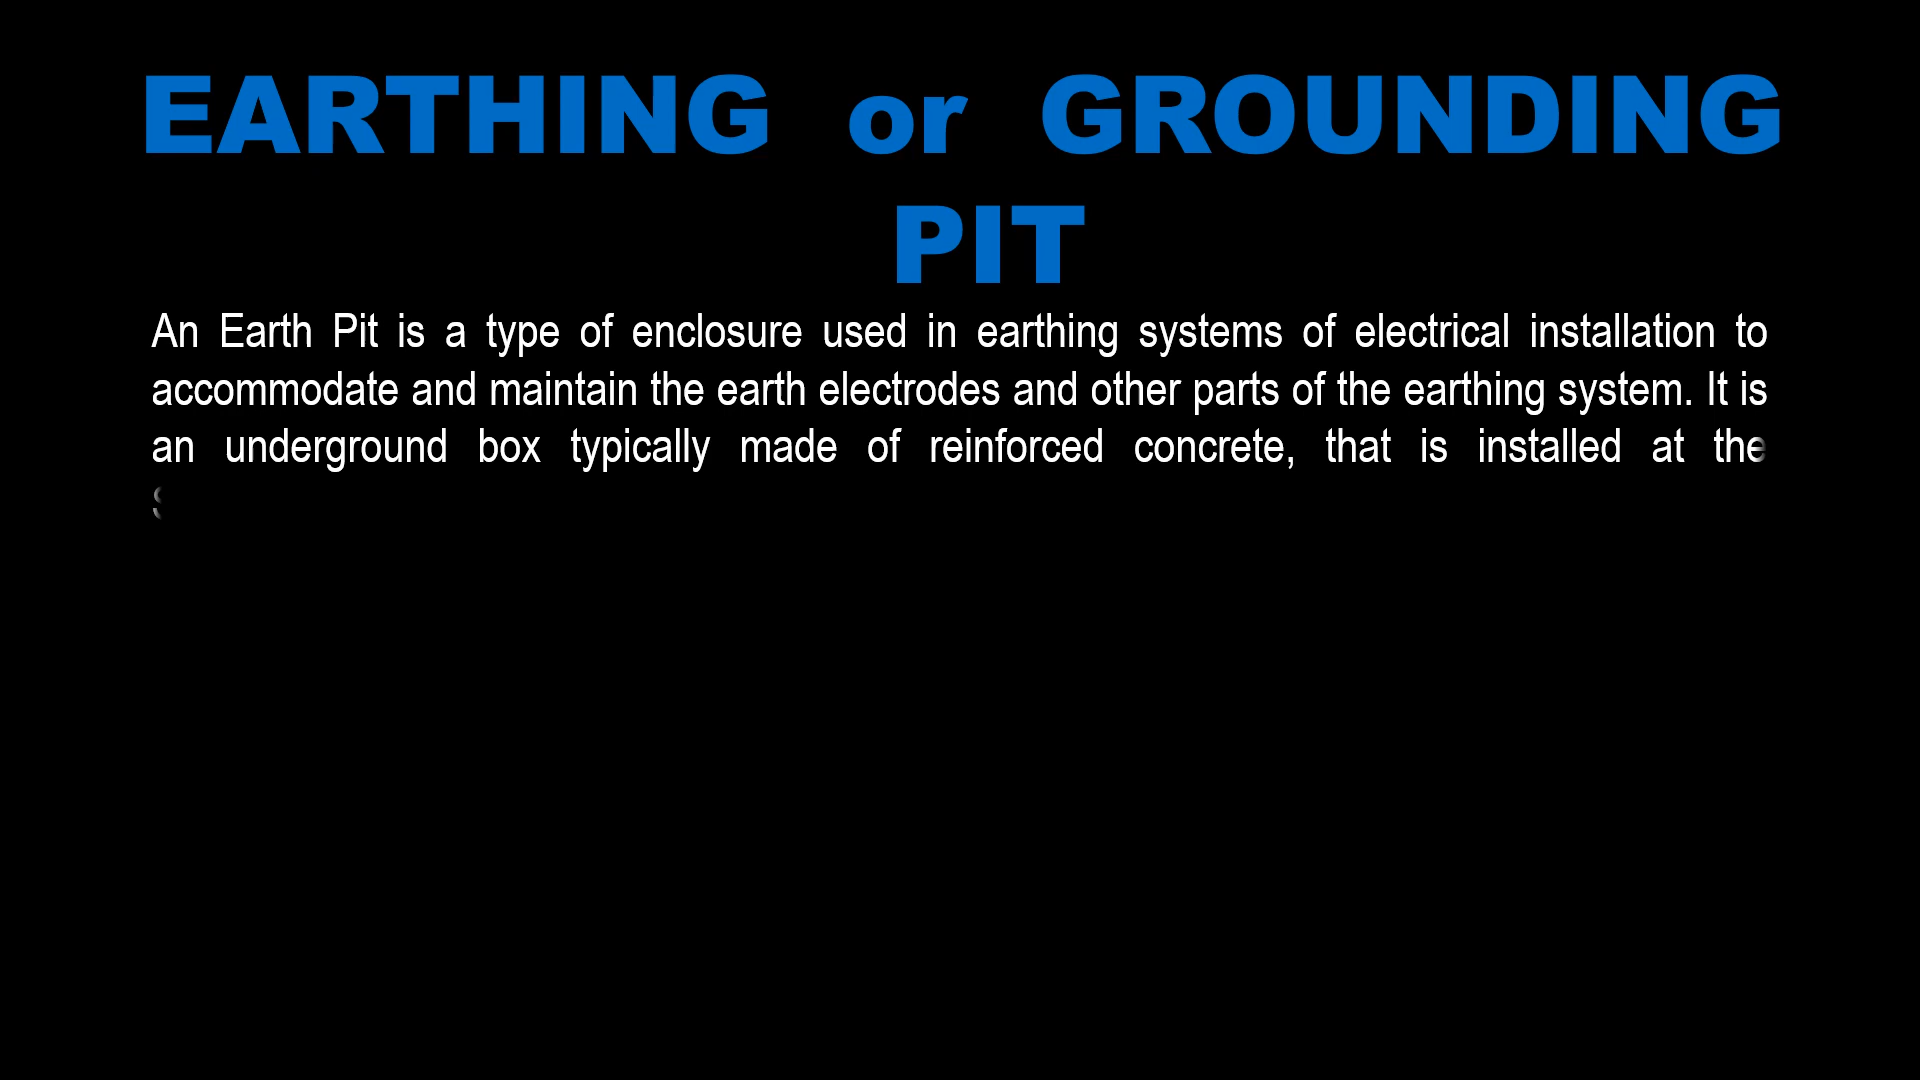 EARTHING or GROUNDING
PIT
An Earth Pit is a type of enclosure used in earthing systems of electrical installation to
accommodate and maintain the earth electrodes and other parts of the earthing system. It is
an underground box typically made of reinforced concrete, that is installed at the